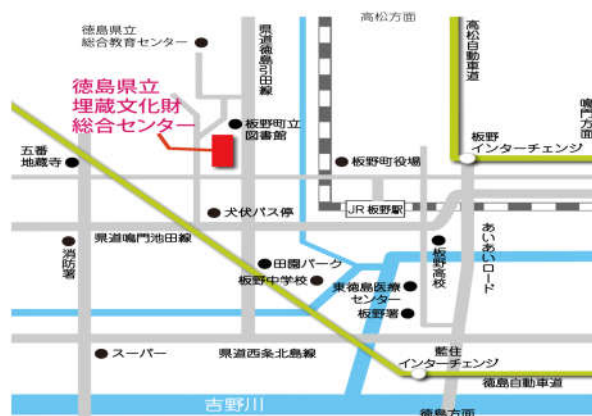 高松方面
徳島県立
総合教育センター
県道徳島引田線
高松自動車道
鳴門方面
徳島県立
埋蔵文化財
総合センター
板野町立
図書館
板野
インターチェンジ
五番
地蔵寺
板野町役場
JR 板野駅
犬伏バス停
県道鳴門池田線
消防署
あいあいロード
板野高校
田園パーク
板野中学校
東徳島医療
センター
板野署
藍住
インターチェンジ
スーパー
県道西条北島線
徳島自動車道
吉野川
徳島方面